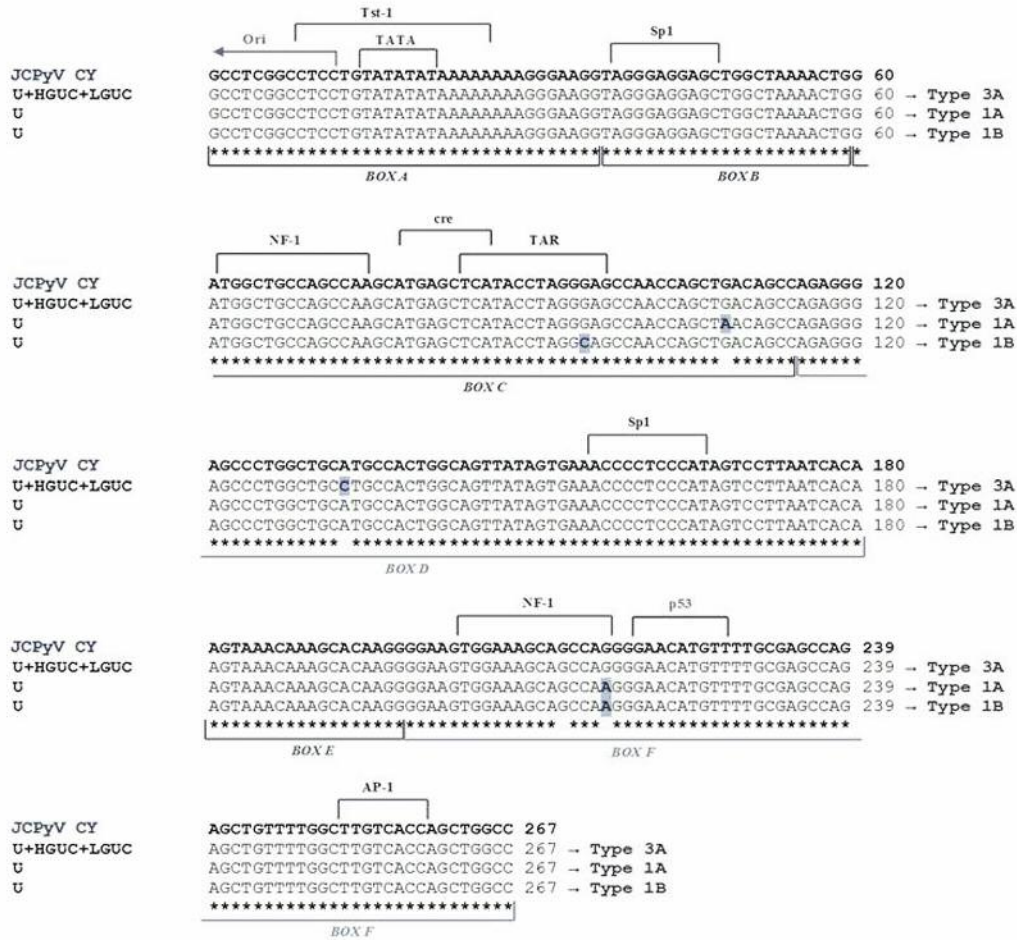 Tst-1
Ori TATA Sp1
JCPyV CY GCCTCGGCCTCCTGTATATATAAAAAAAAGGGAAGGTAGGGAGGAGCTGGCTAAAACTGG 60
U+HGUC+LGUC GCCTCGGCCTCCTGTATATATAAAAAAAAGGGAAGGTAGGGAGGAGCTGGCTAAAACTGG 60 → Type 3A
U GCCTCGGCCTCCTGTATATATAAAAAAAAGGGAAGGTAGGGAGGAGCTGGCTAAAACTGG 60 → Type 1A
U GCCTCGGCCTCCTGTATATATAAAAAAAAGGGAAGGTAGGGAGGAGCTGGCTAAAACTGG 60 → Type 1B
************************************************************
BOX A BOX B
cre
NF-1 TAR
JCPyV CY ATGGCTGCCAGCCAAGCATGAGCTCATACCTAGGGAGCCAACCAGCTGACAGCCAGAGGG 120
U+HGUC+LGUC ATGGCTGCCAGCCAAGCATGAGCTCATACCTAGGGAGCCAACCAGCTGACAGCCAGAGGG 120 → Type 3A
U ATGGCTGCCAGCCAAGCATGAGCTCATACCTAGGGAGCCAACCAGCTAACAGCCAGAGGG 120 → Type 1A
U ATGGCTGCCAGCCAAGCATGAGCTCATACCTAGGCAGCCAACCAGCTGACAGCCAGAGGG 120 → Type 1B
*********************************************** ************
BOX C
Sp1
JCPyV CY AGCCCTGGCTGCATGCCACTGGCAGTTATAGTGAAACCCCTCCCATAGTCCTTAATCACA 180
U+HGUC+LGUC AGCCCTGGCTGCCTGCCACTGGCAGTTATAGTGAAACCCCTCCCATAGTCCTTAATCACA 180 → Type 3A
U AGCCCTGGCTGCATGCCACTGGCAGTTATAGTGAAACCCCTCCCATAGTCCTTAATCACA 180 → Type 1A
U AGCCCTGGCTGCATGCCACTGGCAGTTATAGTGAAACCCCTCCCATAGTCCTTAATCACA 180 → Type 1B
************ ***********************************************
BOX D
NF-1 p53
JCPyV CY AGTAAACAAAGCACAAGGGGAAGTGGAAAGCAGCCAGGGGAACATGTTTTGCGAGCCAG 239
U+HGUC+LGUC AGTAAACAAAGCACAAGGGGAAGTGGAAAGCAGCCAGGGGAACATGTTTTGCGAGCCAG 239 → Type 3A
U AGTAAACAAAGCACAAGGGGAAGTGGAAAGCAGCCAAGGGAACATGTTTTGCGAGCCAG 239 → Type 1A
U AGTAAACAAAGCACAAGGGGAAGTGGAAAGCAGCCAAGGGAACATGTTTTGCGAGCCAG 239 → Type 1B
******************************** *** **********************
BOX E BOX F
AP-1
JCPyV CY AGCTGTTTTGGCTTGTCACCAGCTGGCC 267
U+HGUC+LGUC AGCTGTTTTGGCTTGTCACCAGCTGGCC 267 → Type 3A
U AGCTGTTTTGGCTTGTCACCAGCTGGCC 267 → Type 1A
U AGCTGTTTTGGCTTGTCACCAGCTGGCC 267 → Type 1B
****************************
BOX F